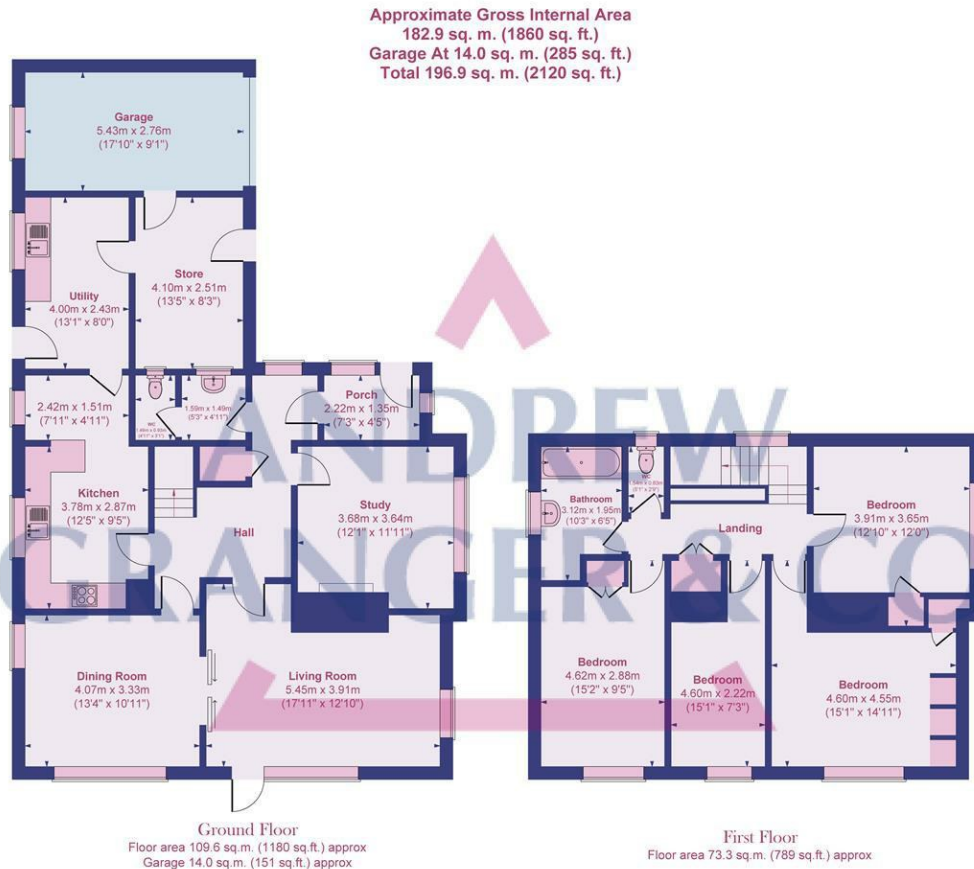 Approximate Gross Internal Area
182.9 sq. m. (1860 sq. ft.)
Garage At 14.0 sq. m. (285 sq. ft.)
Total 196.9 sq. m. (2120 sq. ft.)
Garage
5.43m x 2.76m
(17'10" x 9'1")
Utility
4.00m x 2.43m
(13'1" x 8'0")
Store
4.10m x 2.51m
(13'5" x 8'3")
2.42m x 1.51m
(7'11" x 4'11")
WC
1.59m x 1.49m
(5'3" x 4'11")
Porch
2.22m x 1.35m
(7'3" x 4'5")
Kitchen
3.78m x 2.87m
(12'5" x 9'5")
Hall
Study
3.68m x 3.64m
(12'1" x 11'11")
Dining Room
4.07m x 3.33m
(13'4" x 10'11")
Living Room
5.45m x 3.91m
(17'11" x 12'10")
Ground Floor
Floor area 109.6 sq.m. (1180 sq.ft.) approx
Garage 14.0 sq.m. (151 sq.ft.) approx
Bathroom
3.12m x 1.95m
(10'3" x 6'5")
WC
Landing
Bedroom
3.91m x 3.65m
(12'10" x 12'0")
Bedroom
4.62m x 2.88m
(15'2" x 9'5")
Bedroom
4.60m x 2.22m
(15'1" x 7'3")
Bedroom
4.60m x 4.55m
(15'1" x 14'11")
First Floor
Floor area 73.3 sq.m. (789 sq.ft.) approx
ANDREW
GRANGER & CO